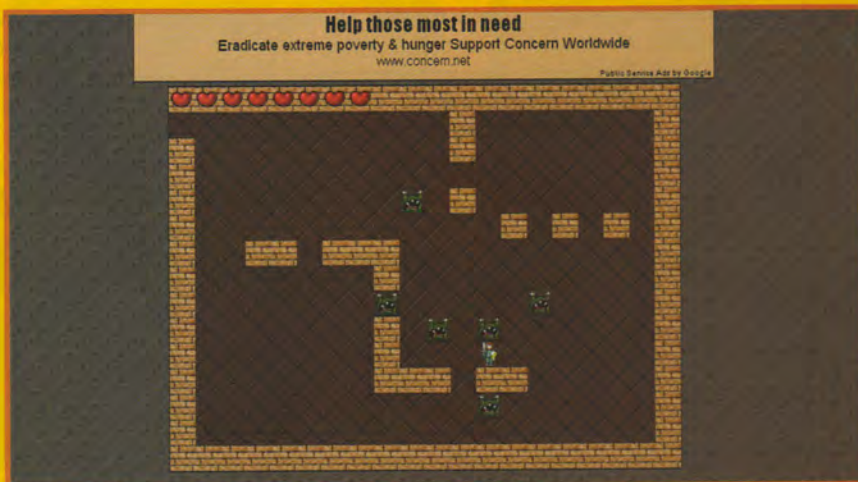 Help those most in need
Eradicate extreme poverty & hunger Support Concern Worldwide
www.concern.net
Public Service Ads by Google